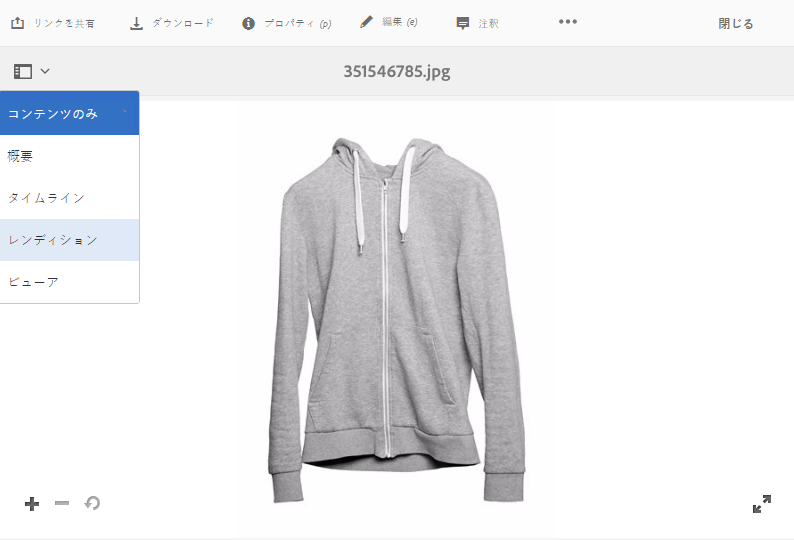 リンクを共有 ダウンロード プロパティ (p) 編集 (e) 注釈 閉じる
351546785.jpg
コンテンツのみ
概要
タイムライン
レンディション
ビューア